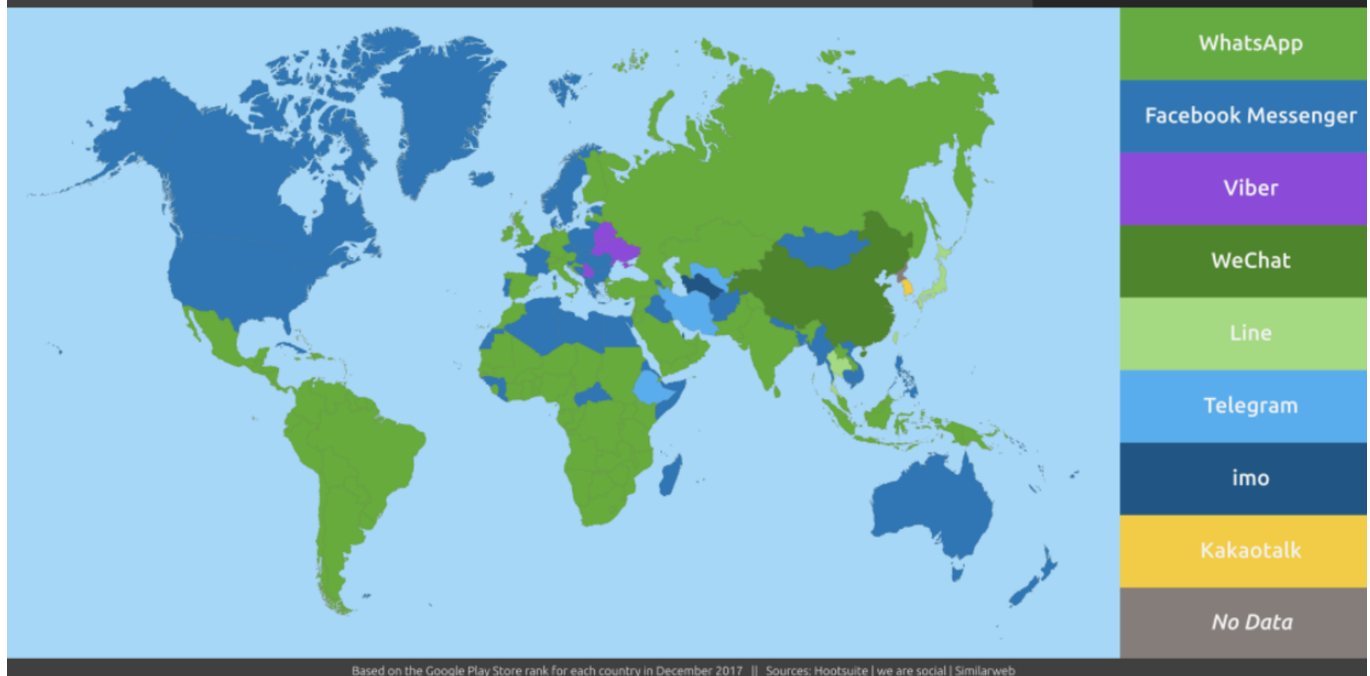 WhatsApp
Facebook Messenger
Viber
WeChat
Line
Telegram
imo
Kakaotalk
No Data
Based on the Google Play Store rank for each country in December 2017 || Sources: Hootsuite | we are social | Similarweb